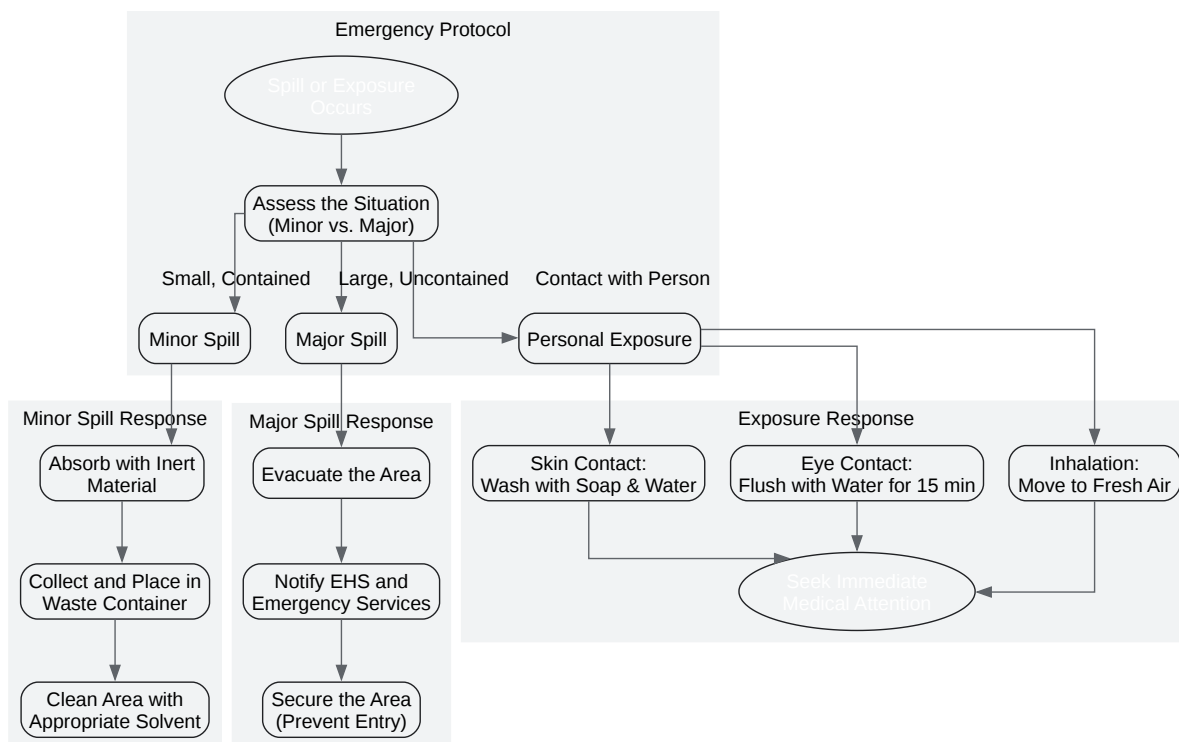 Emergency Protocol
Spill or Exposure
Occurs
Assess the Situation
(Minor vs. Major)
Small, Contained
Large, Uncontained
Contact with Person
Minor Spill
Major Spill
Personal Exposure
Minor Spill Response
Absorb with Inert
Material
Collect and Place in
Waste Container
Clean Area with
Appropriate Solvent
Major Spill Response
Evacuate the Area
Notify EHS and
Emergency Services
Secure the Area
(Prevent Entry)
Exposure Response
Skin Contact:
Wash with Soap & Water
Eye Contact:
Flush with Water for 15 min
Inhalation:
Move to Fresh Air
Seek Immediate
Medical Attention